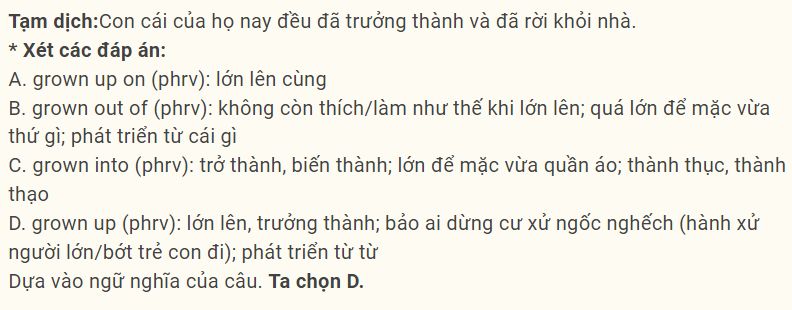 Tạm dịch:Con cái của họ nay đều đã trưởng thành và đã rời khỏi nhà.
* Xét các đáp án:
A. grown up on (phrv): lớn lên cùng
B. grown out of (phrv): không còn thích/làm như thế khi lớn lên; quá lớn để mặc vừa
thứ gì; phát triển từ cái gì
C. grown into (phrv): trở thành, biến thành; lớn để mặc vừa quần áo; thành thục, thành
thạo
D. grown up (phrv): lớn lên, trưởng thành; bảo ai dừng cư xử ngốc nghếch (hành xử
người lớn/bớt trẻ con đi); phát triển từ từ
Dựa vào ngữ nghĩa của câu. Ta chọn D.